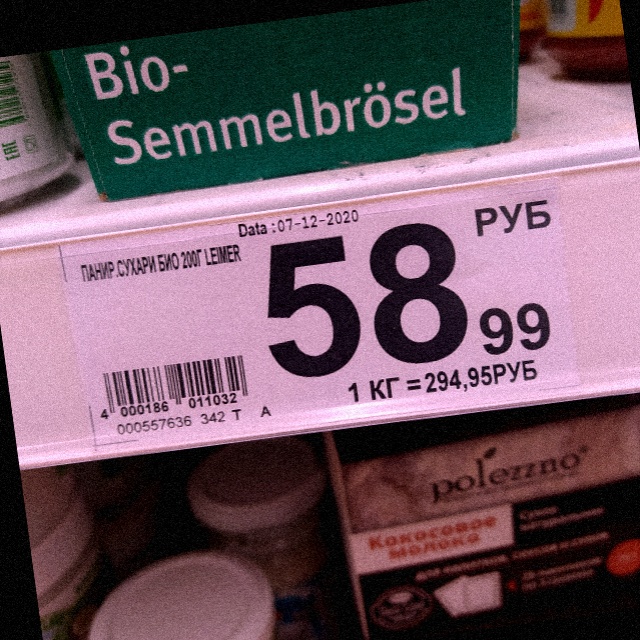 Bio-
Semmelbrösel
Data :07-12-2020
ПАНИР.СУХАРИ БИО 200Г LEIMER
58
99
РУБ
1 КГ = 294,95РУБ
4 000186 011032
000557636 342 Т А
polezzno
Кокосовое
молоко